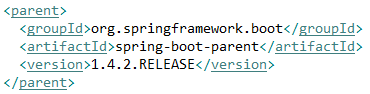 <parent>
<groupId>org.springframework.boot</groupId>
<artifactId>spring-boot-parent</artifactId>
<version>1.4.2.RELEASE</version>
</parent>